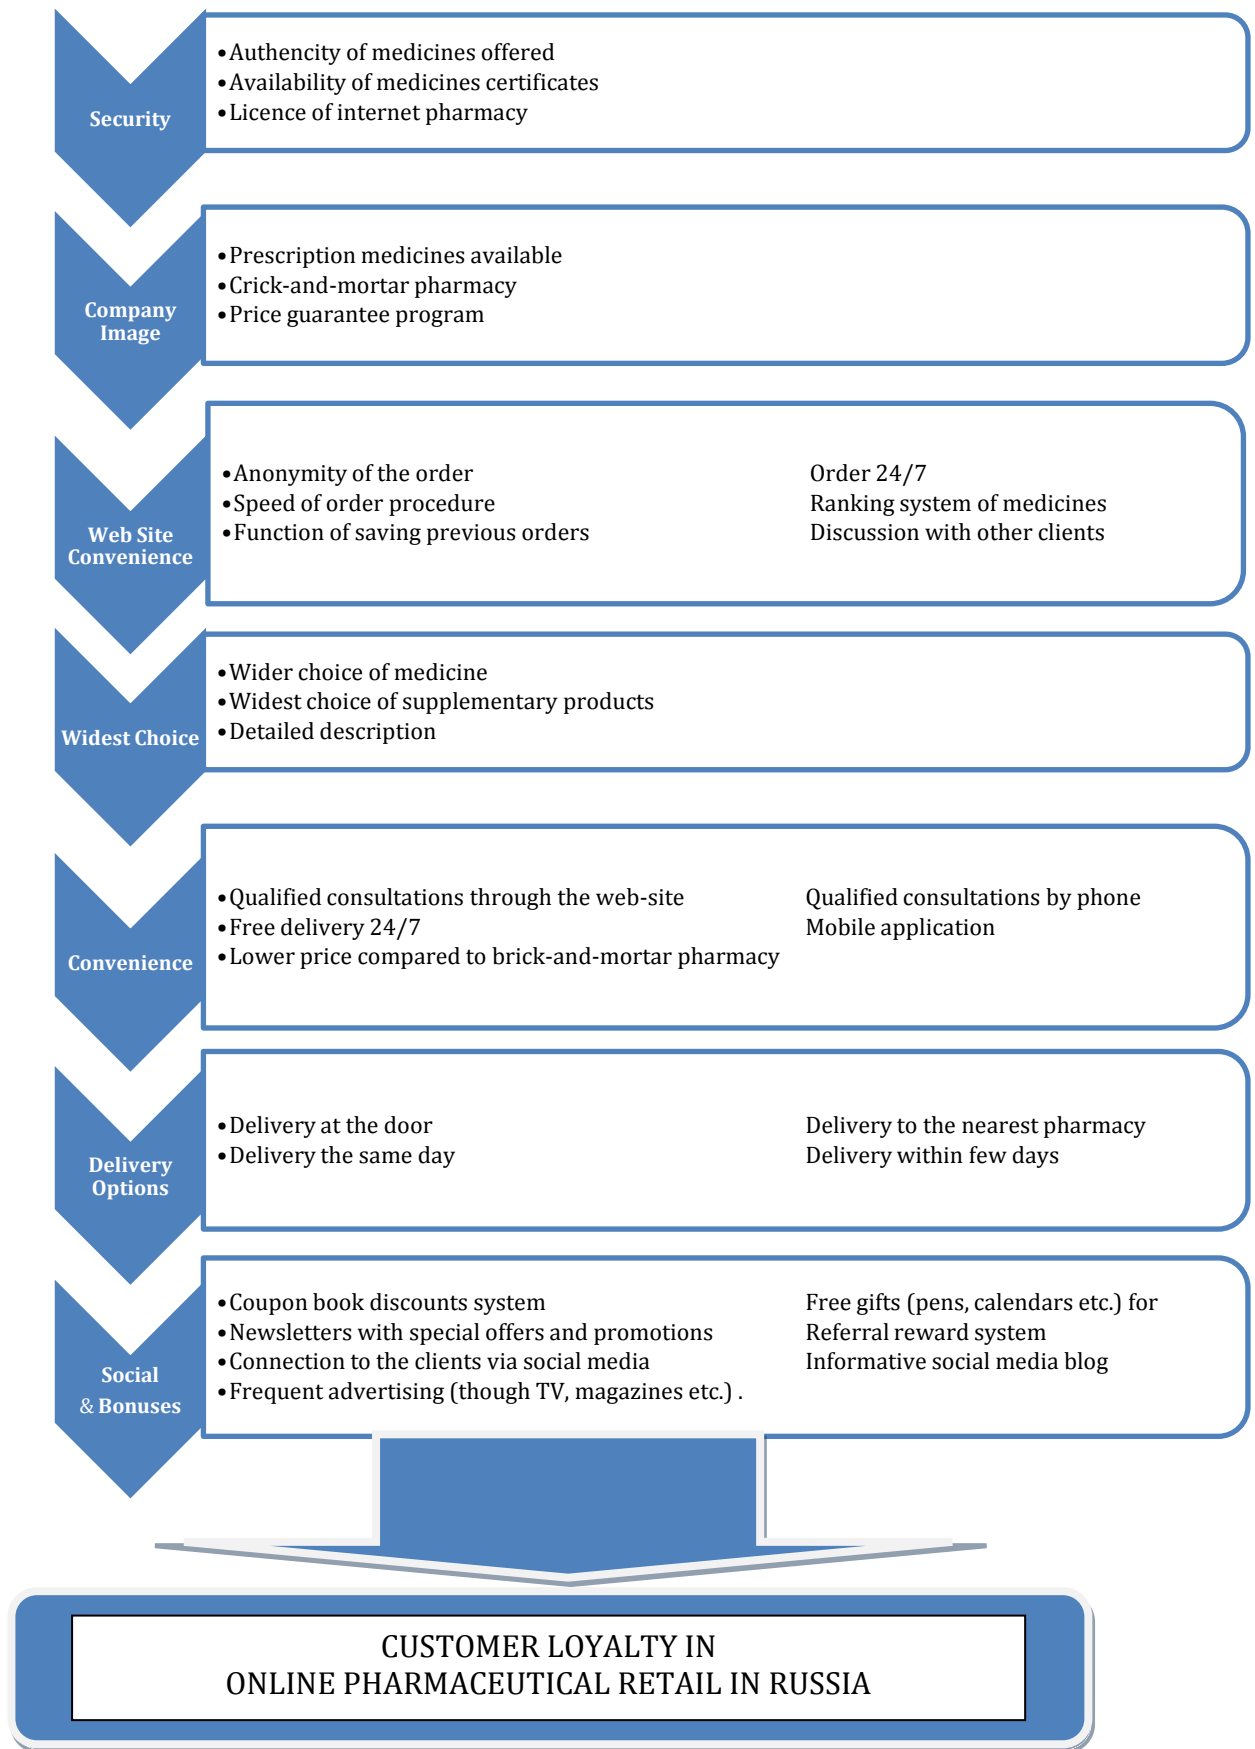 Security
•Authencity of medicines offered
•Availability of medicines certificates
•Licence of internet pharmacy
Company
Image
•Prescription medicines available
•Crick-and-mortar pharmacy
•Price guarantee program
Web Site
Convenience
•Anonymity of the order
•Speed of order procedure
•Function of saving previous orders
Order 24/7
Ranking system of medicines
Discussion with other clients
Widest Choice
•Wider choice of medicine
•Widest choice of supplementary products
•Detailed description
Convenience
•Qualified consultations through the web-site
•Free delivery 24/7
•Lower price compared to brick-and-mortar pharmacy
Qualified consultations by phone
Mobile application
Delivery
Options
•Delivery at the door
•Delivery the same day
Delivery to the nearest pharmacy
Delivery within few days
Social
& Bonuses
•Coupon book discounts system
•Newsletters with special offers and promotions
•Connection to the clients via social media
•Frequent advertising (though TV, magazines etc.) .
Free gifts (pens, calendars etc.) for
Referral reward system
Informative social media blog
CUSTOMER LOYALTY IN
ONLINE PHARMACEUTICAL RETAIL IN RUSSIA